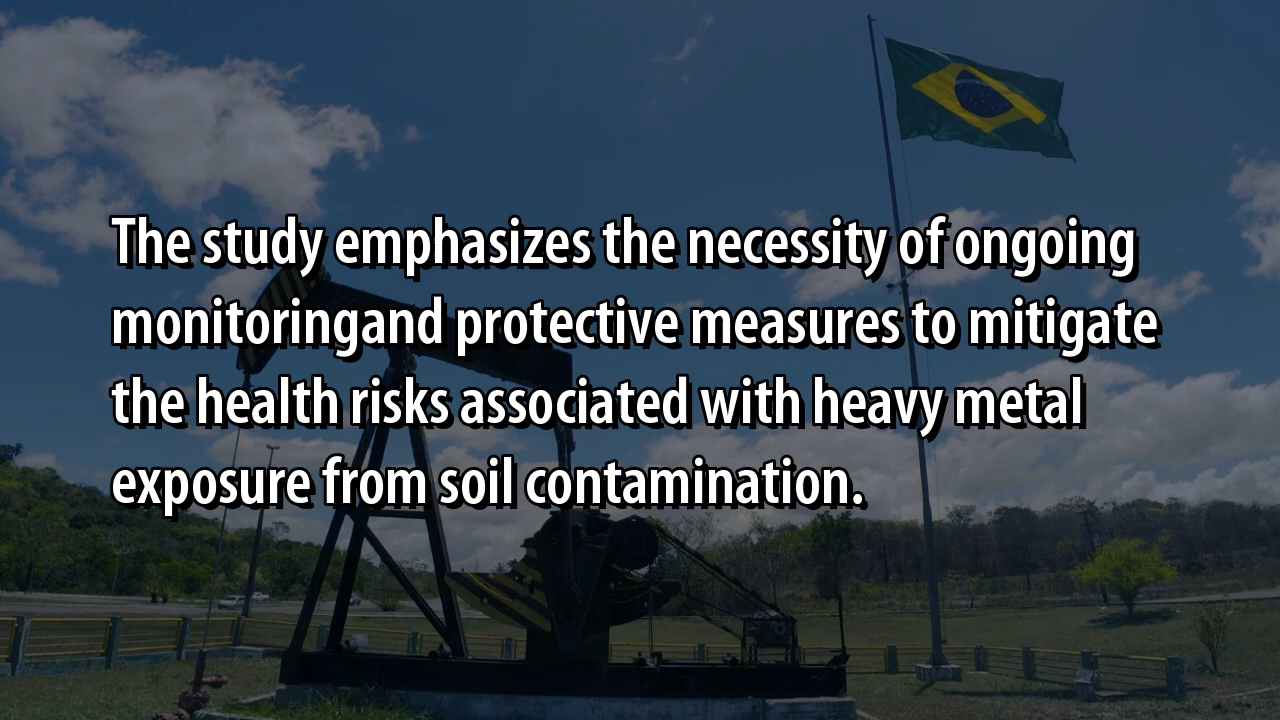 The study emphasizes the necessity of ongoing
monitoringand protective measures to mitigate
the health risks associated with heavy metal
exposure from soil contamination.